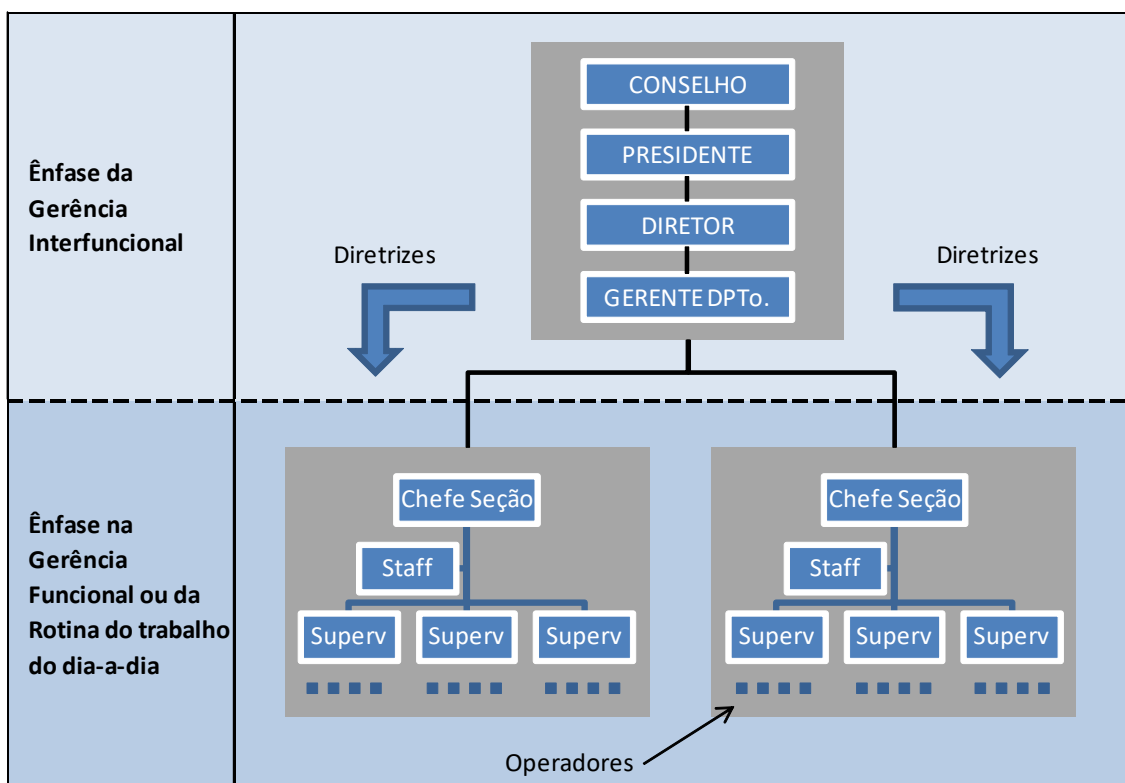 Ênfase da
Gerência
Interfuncional
CONSELHO
PRESIDENTE
DIRETOR
GERENTE DPTo.
Diretrizes
Diretrizes
Ênfase na
Gerência
Funcional ou da
Rotina do trabalho
do dia-a-dia
Chefe Seção
Staff
Superv
Superv
Superv
Chefe Seção
Staff
Superv
Superv
Superv
Operadores